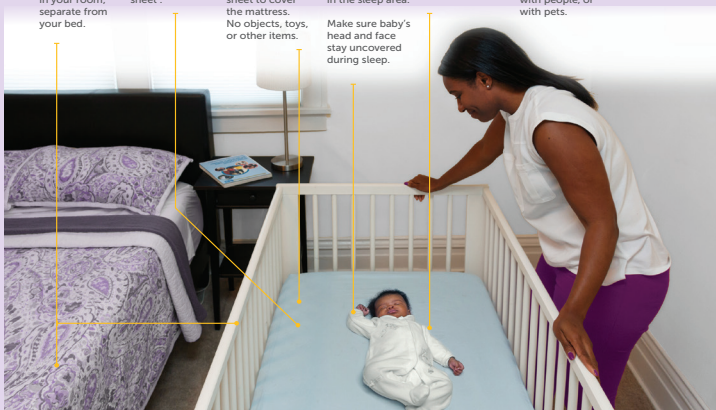 in your room,
separate from
your bed.
sheet.
sheet to cover
the mattress.
No objects, toys,
or other items.
in the sleep area.
Make sure baby's
head and face
stay uncovered
during sleep.
with people, or
with pets.